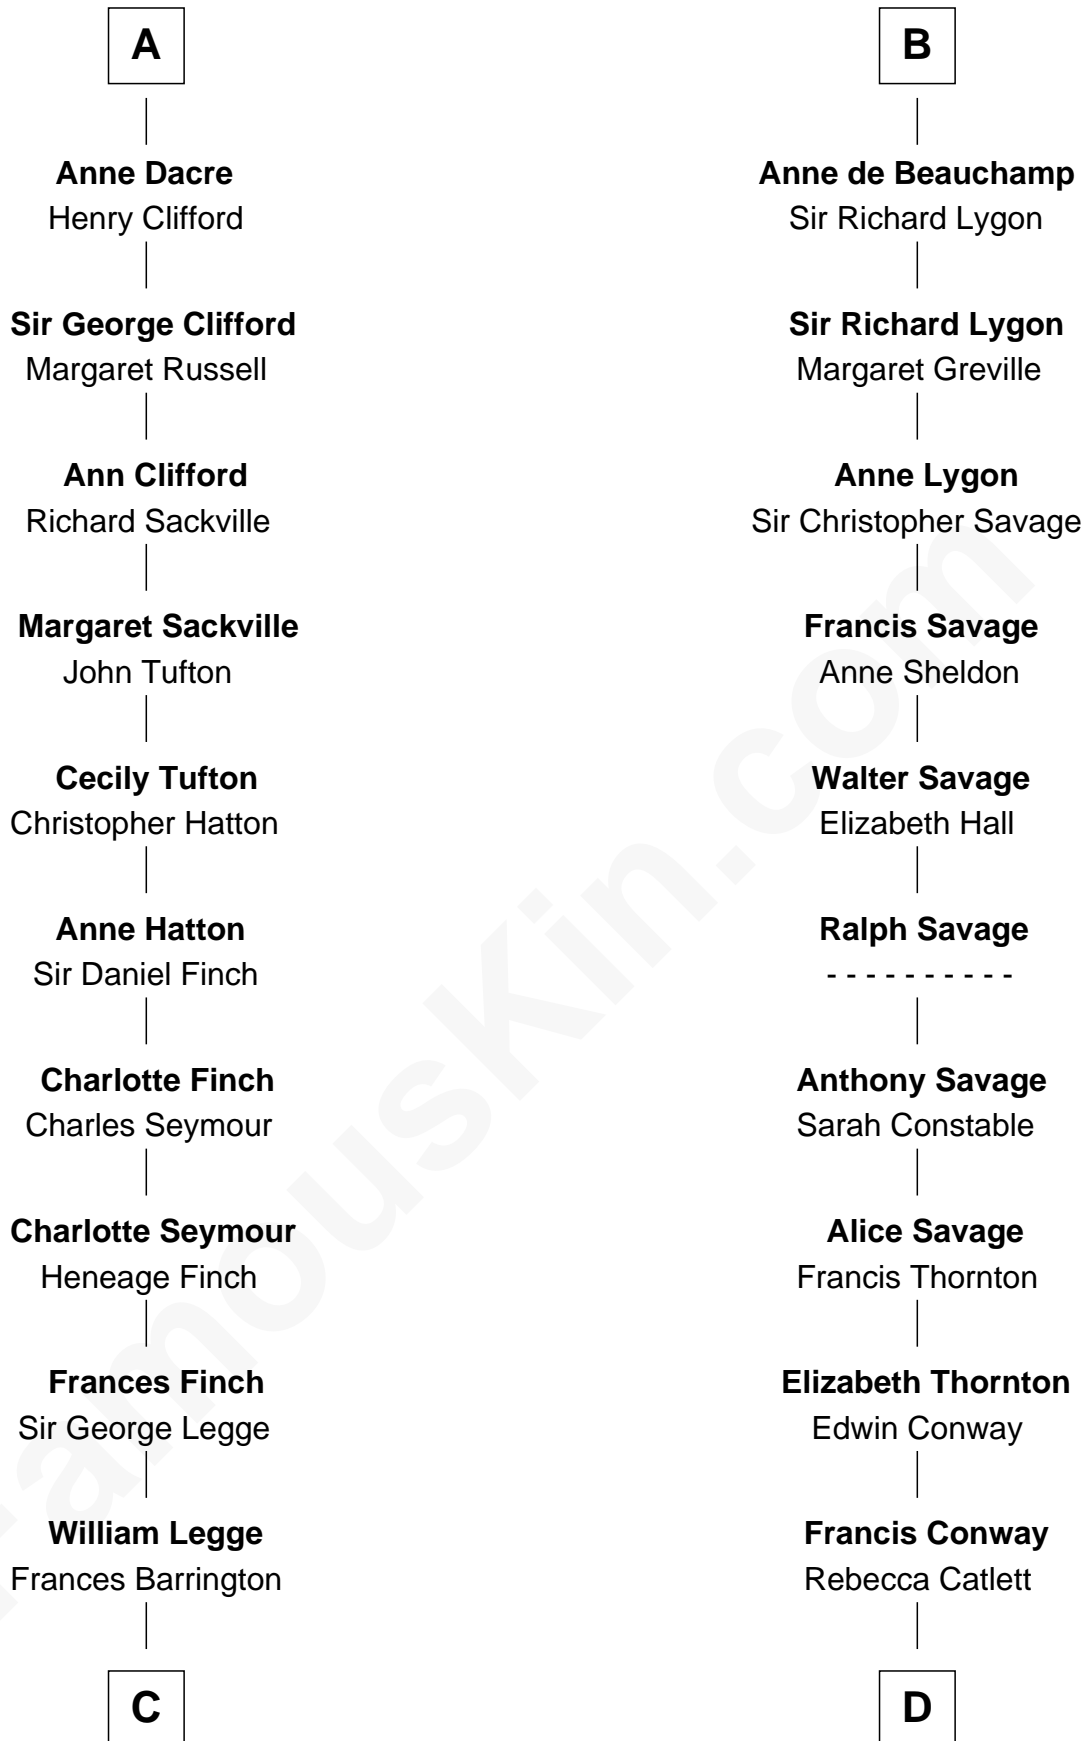 A
Anne Dacre
Henry Clifford
Sir George Clifford
Margaret Russell
Ann Clifford
Richard Sackville
Margaret Sackville
John Tufton
Cecily Tufton
Christopher Hatton
Anne Hatton
Sir Daniel Finch
Charlotte Finch
Charles Seymour
Charlotte Seymour
Heneage Finch
Frances Finch
Sir George Legge
William Legge
Frances Barrington
C
B
Anne de Beauchamp
Sir Richard Lygon
Sir Richard Lygon
Margaret Greville
Anne Lygon
Sir Christopher Savage
Francis Savage
Anne Sheldon
Walter Savage
Elizabeth Hall
Ralph Savage
- - - - - - - - - -
Anthony Savage
Sarah Constable
Alice Savage
Francis Thornton
Elizabeth Thornton
Edwin Conway
Francis Conway
Rebecca Catlett
D
FamousKin.com